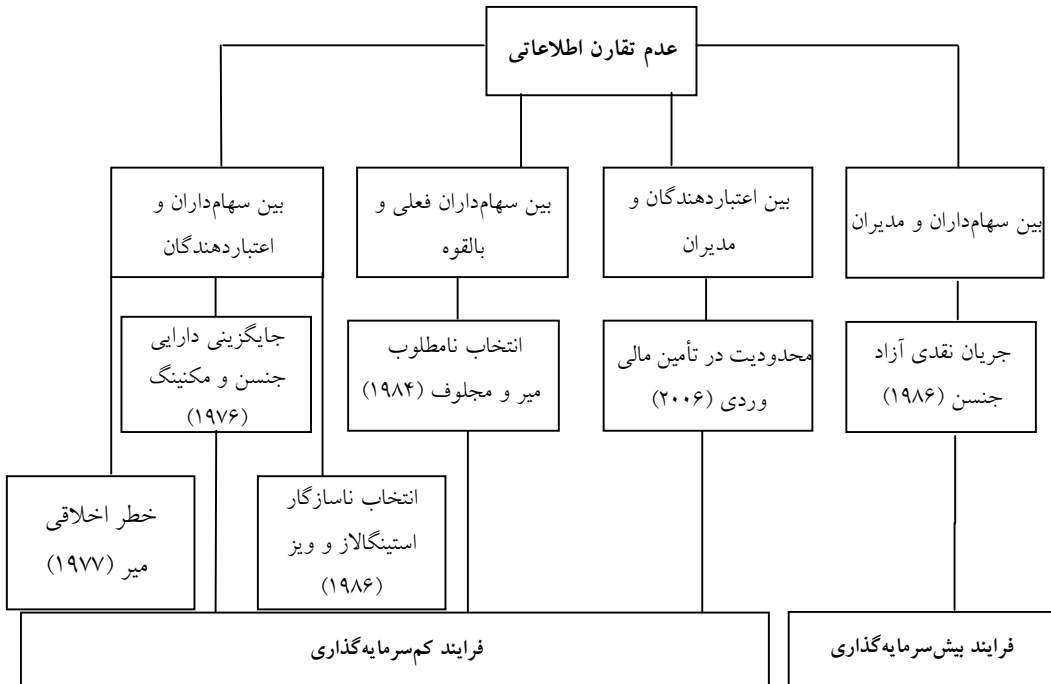 عدم تقارن اطلاعاتی
بین سهام‌داران و مدیران
بین اعتباردهندگان و
مدیران
بین سهام‌داران فعلی و
بالقوه
بین سهام‌داران و
اعتباردهندگان
جریان نقدی آزاد
جنسن (۱۹۸۶)
محدودیت در تأمین مالی
وردی (۲۰۰۶)
انتخاب نامطلوب
میر و مجلوف (۱۹۸۴)
جایگزینی دارایی
جنسن و مکنینگ
(۱۹۷۶)
انتخاب ناسازگار
استینگالاز و ویز
(۱۹۸۶)
خطر اخلاقی
میر (۱۹۷۷)
فرایند بیش‌سرمایه‌گذاری
فرایند کم‌سرمایه‌گذاری